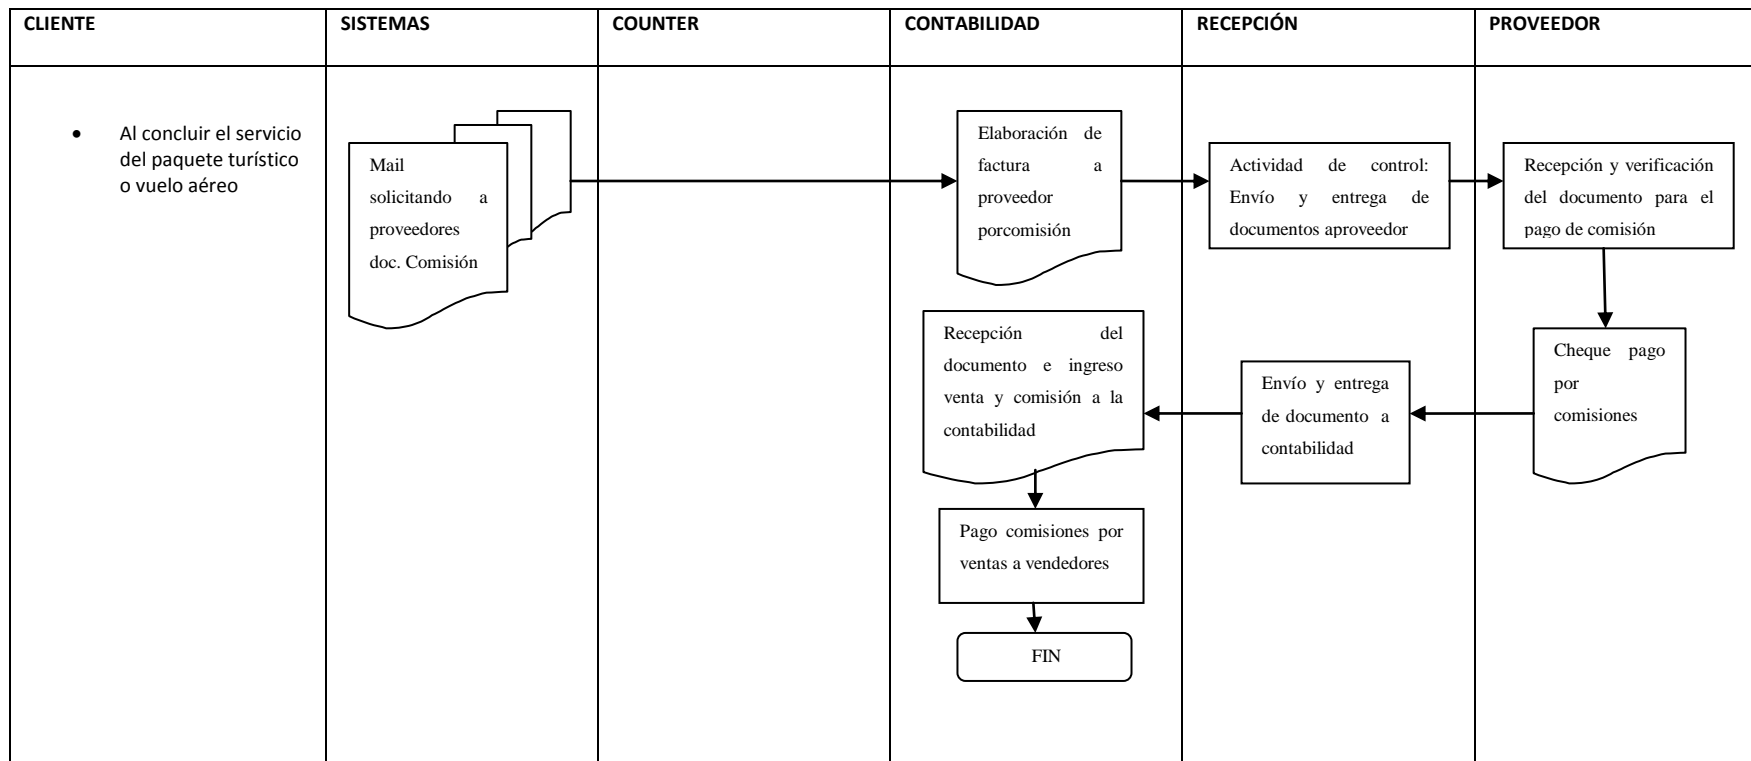 CLIENTE
SISTEMAS
COUNTER
CONTABILIDAD
RECEPCIÓN
PROVEEDOR
• Al concluir el servicio
del paquete turístico
o vuelo aéreo
Mail
solicitando a
proveedores
doc. Comisión
Elaboración de
factura a
proveedor
porcomisión
Actividad de control:
Envío y entrega de
documentos aproveedor
Recepción y verificación
del documento para el
pago de comisión
Cheque pago
por
comisiones
Envío y entrega
de documento a
contabilidad
Recepción del
documento e ingreso
venta y comisión a la
contabilidad
Pago comisiones por
ventas a vendedores
FIN